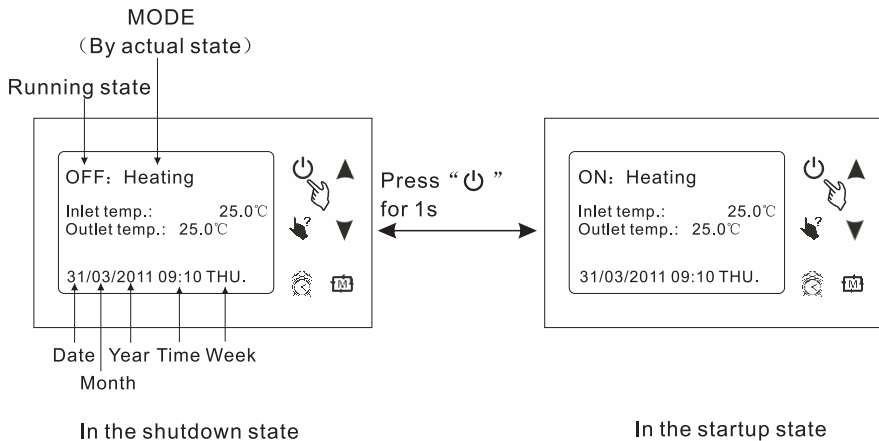 MODE
（By actual state）
Running state
OFF: Heating
Inlet temp.: 25.0℃
Outlet temp.: 25.0℃
31/03/2011 09:10 THU.
?
M
Date Year Time Week
Month
In the shutdown state
Press “⏻ ”
for 1s
ON: Heating
Inlet temp.: 25.0℃
Outlet temp.: 25.0℃
31/03/2011 09:10 THU.
?
M
In the startup state